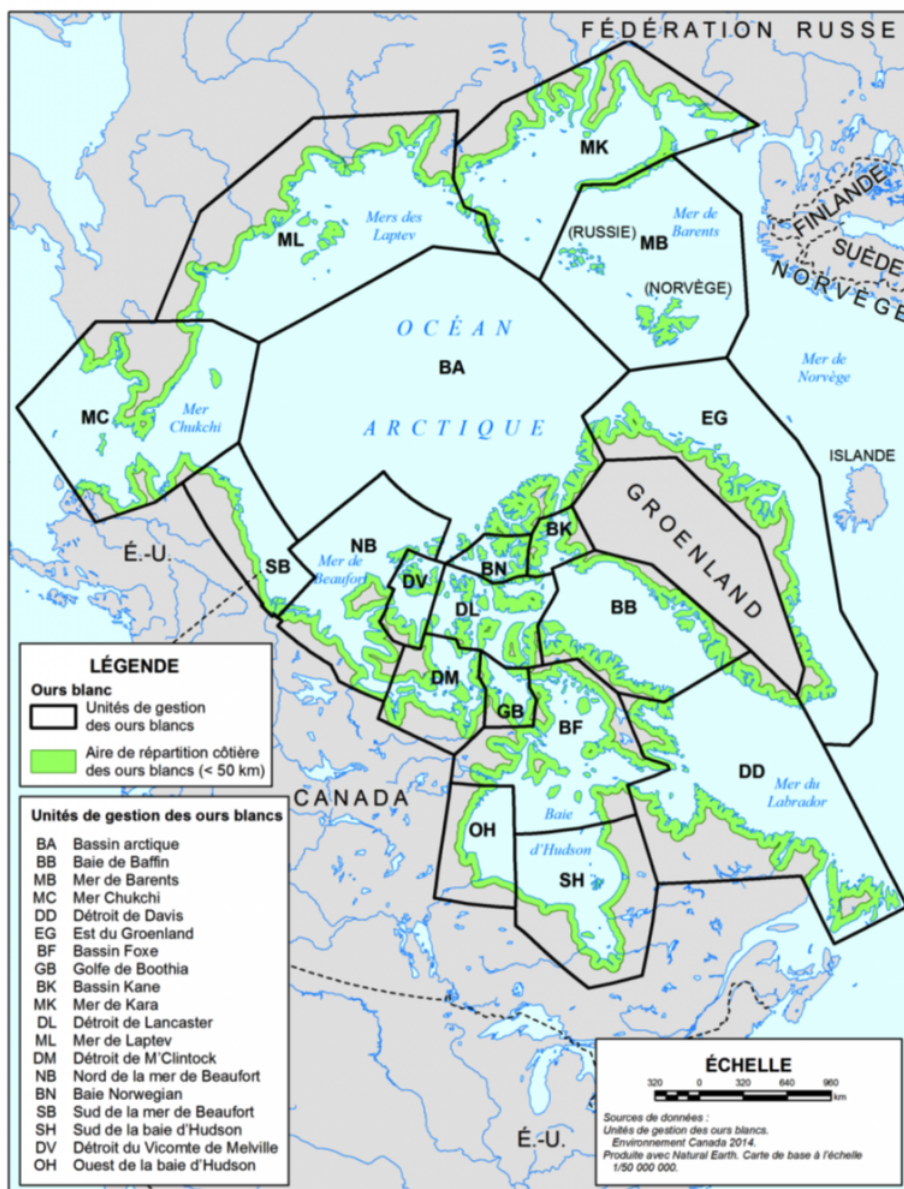 FÉDÉRATION RUSSE
MK
FINLANDE
SUÈDE
NORVÈGE
Mer de
Barents
(RUSSIE)
MB
(NORVÈGE)
Mers des
Laptev
ML
OCÉAN
BA
ARCTIQUE
Mer de
Norvège
MC
Mer
Chukchi
EG
ISLANDE
GROENLAND
É.-U.
NB
Mer de
Beaufort
SB
DV
BK
BN
DL
BB
DM
GB
BF
DD
Mer du
Labrador
CANADA
Baie
d'Hudson
OH
SH
É.-U.
LÉGENDE
Ours blanc
Unités de gestion
des ours blancs
Aire de répartition côtière
des ours blancs (< 50 km)
Unités de gestion des ours blancs
BA Bassin arctique
BB Baie de Baffin
MB Mer de Barents
MC Mer Chukchi
DD Détroit de Davis
EG Est du Groenland
BF Bassin Foxe
GB Golfe de Boothia
BK Bassin Kane
MK Mer de Kara
DL Détroit de Lancaster
ML Mer de Laptev
DM Détroit de M'Clintock
NB Nord de la mer de Beaufort
BN Baie Norwegian
SB Sud de la mer de Beaufort
SH Sud de la baie d'Hudson
DV Détroit du Vicomte de Melville
OH Ouest de la baie d'Hudson
ÉCHELLE
320 0 320 640 960
km
Sources de données :
Unités de gestion des ours blancs.
Environnement Canada 2014.
Produite avec Natural Earth. Carte de base à l'échelle
1/50 000 000.